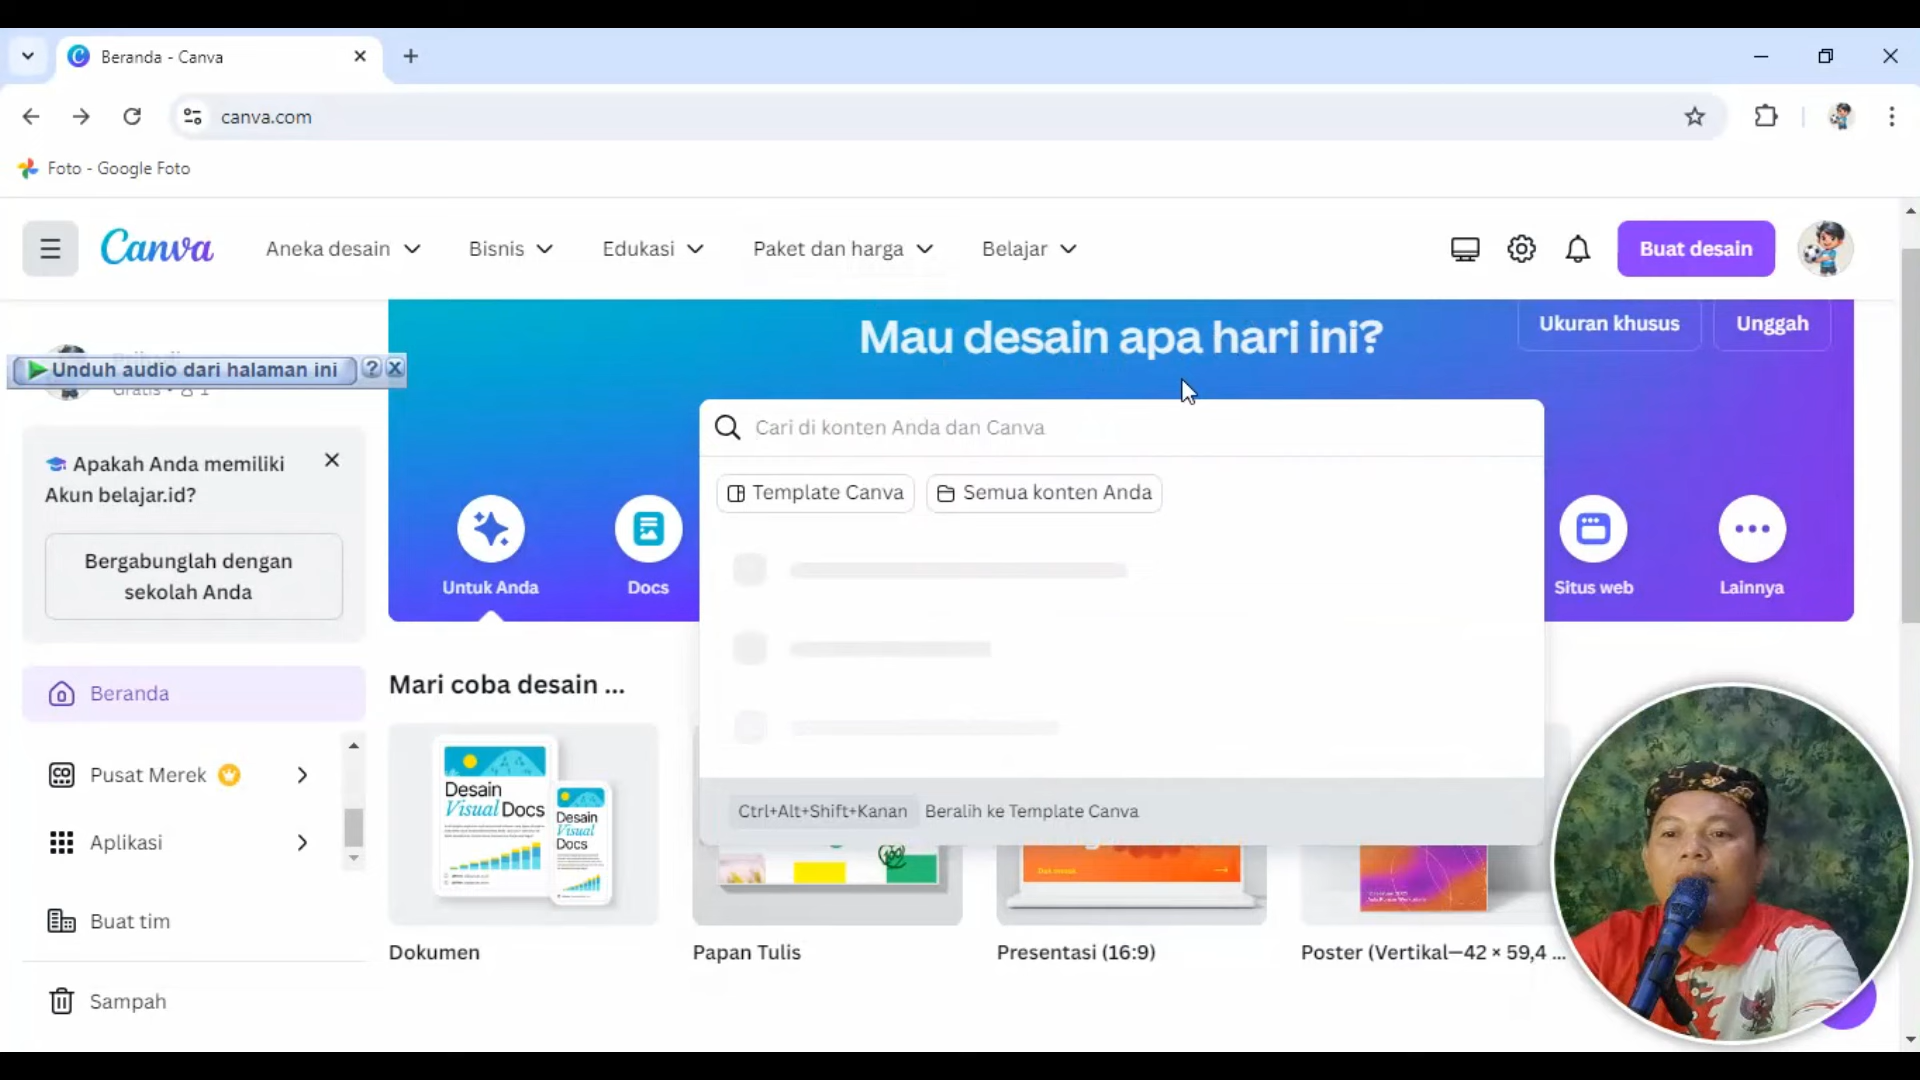 Beranda - Canva
canva.com
Foto - Google Foto
Canva
Aneka desain
Bisnis
Edukasi
Paket dan harga
Belajar
Buat desain
Mau desain apa hari ini?
Ukuran khusus
Unggah
Unduh audio dari halaman ini
?
Gratis • 1
Cari di konten Anda dan Canva
Template Canva
Semua konten Anda
Apakah Anda memiliki
Akun belajar.id?
Bergabunglah dengan
sekolah Anda
Untuk Anda
Docs
Situs web
Lainnya
Beranda
Pusat Merek
Aplikasi
Buat tim
Sampah
Mari coba desain ...
Ctrl+Alt+Shift+Kanan Beralih ke Template Canva
Desain
Visual Docs
Desain
Visual
Docs
Dokumen
Papan Tulis
Presentasi (16:9)
Poster (Vertikal—42 × 59,4 ...